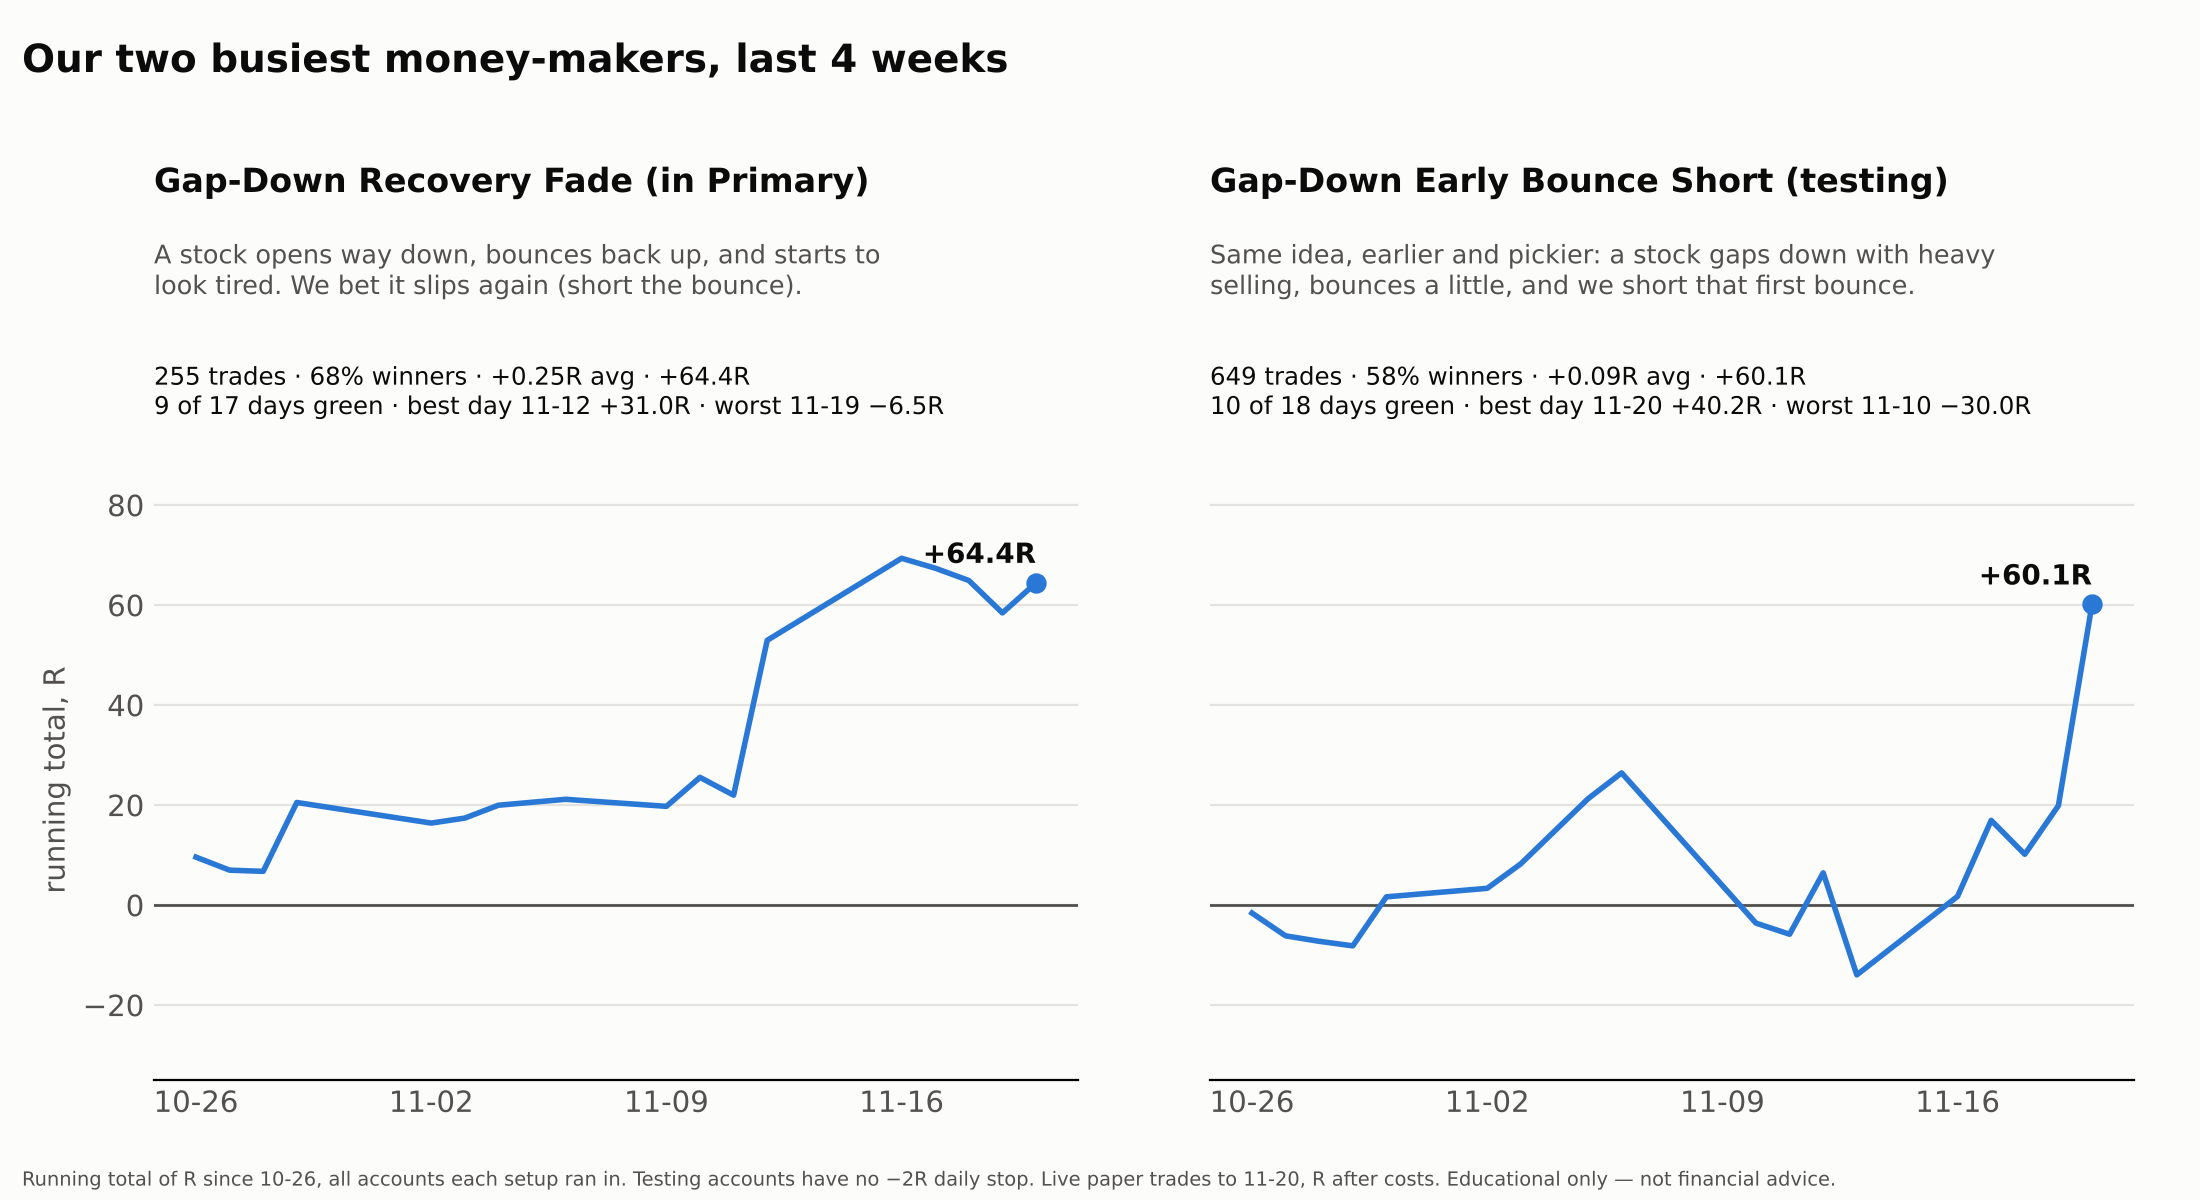 Our two busiest money-makers, last 4 weeks
Gap-Down Recovery Fade (in Primary)
A stock opens way down, bounces back up, and starts to
look tired. We bet it slips again (short the bounce).
255 trades · 68% winners · +0.25R avg · +64.4R
9 of 17 days green · best day 11-12 +31.0R · worst 11-19 −6.5R
running total, R
80
60
40
20
0
−20
+64.4R
10-26
11-02
11-09
11-16
Gap-Down Early Bounce Short (testing)
Same idea, earlier and pickier: a stock gaps down with heavy
selling, bounces a little, and we short that first bounce.
649 trades · 58% winners · +0.09R avg · +60.1R
10 of 18 days green · best day 11-20 +40.2R · worst 11-10 −30.0R
+60.1R
10-26
11-02
11-09
11-16
Running total of R since 10-26, all accounts each setup ran in. Testing accounts have no −2R daily stop. Live paper trades to 11-20, R after costs. Educational only — not financial advice.